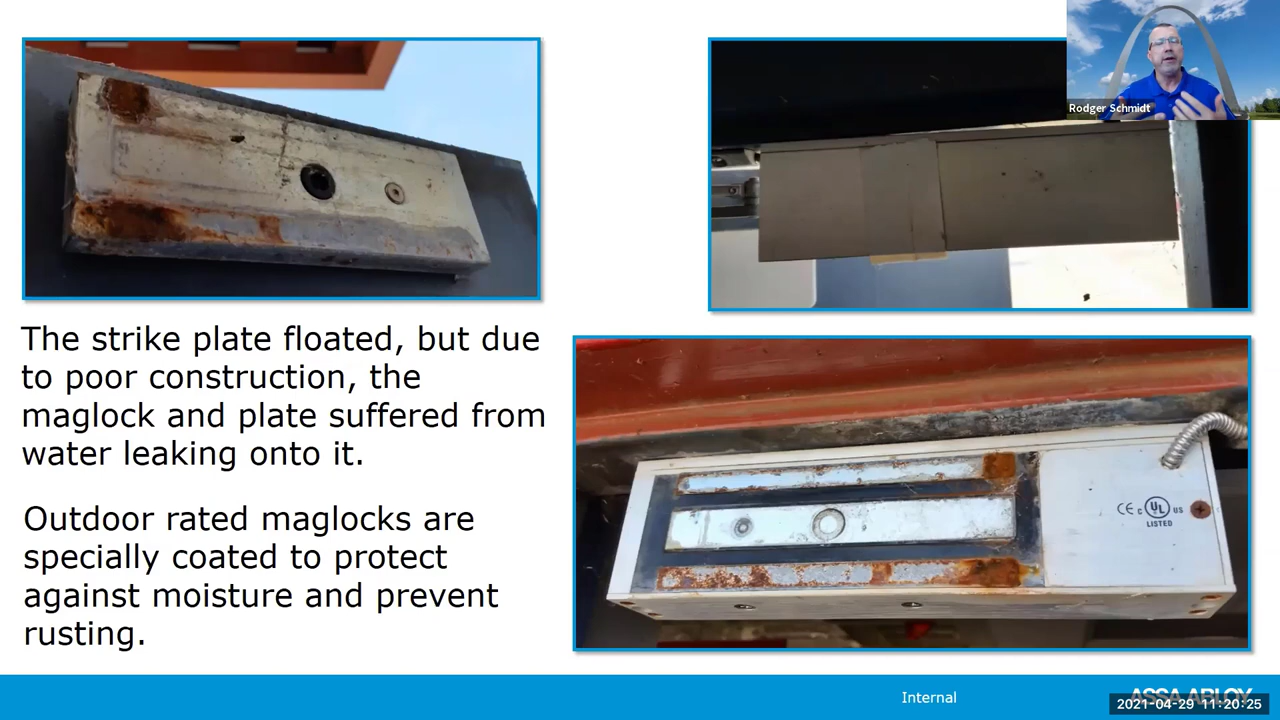 Rodger Schmidt
The strike plate floated, but due
to poor construction, the
maglock and plate suffered from
water leaking onto it.
Outdoor rated maglocks are
specially coated to protect
against moisture and prevent
rusting.
CE c UL US
LISTED
Internal
ASSA ABLOY
2021-04-29 11:20:25